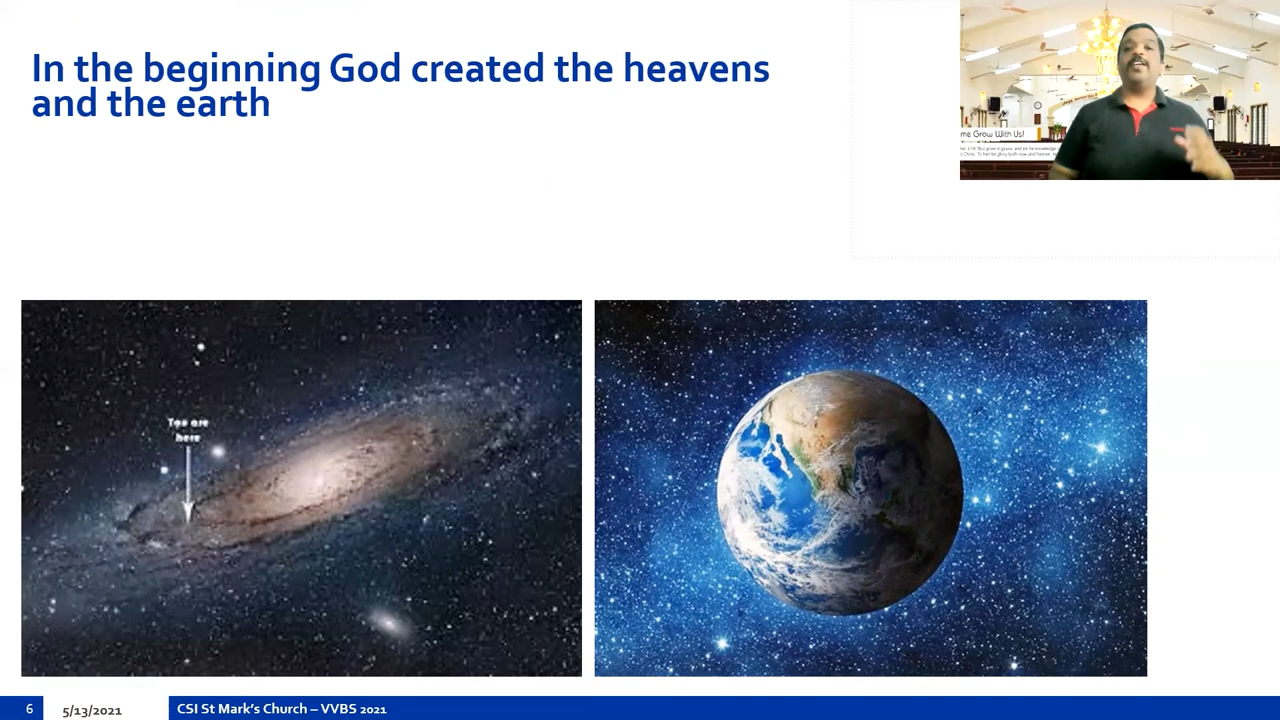 In the beginning God created the heavens
and the earth
me Grow With Us!
You are
here
6
5/13/2021
CSI St Mark's Church – VVBS 2021